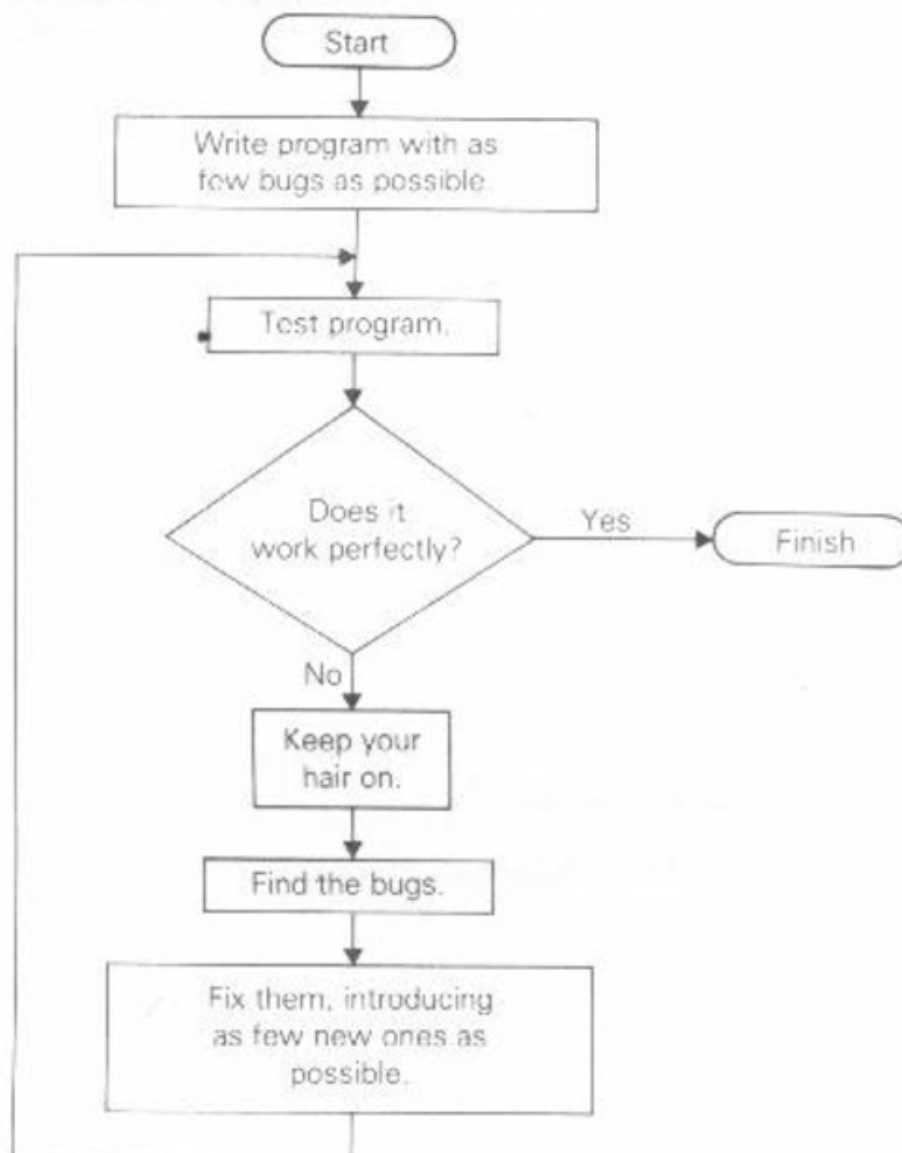 Start
Write program with as
few bugs as possible.
Test program.
Does it
work perfectly?
Yes
Finish
No
Keep your
hair on.
Find the bugs.
Fix them, introducing
as few new ones as
possible.